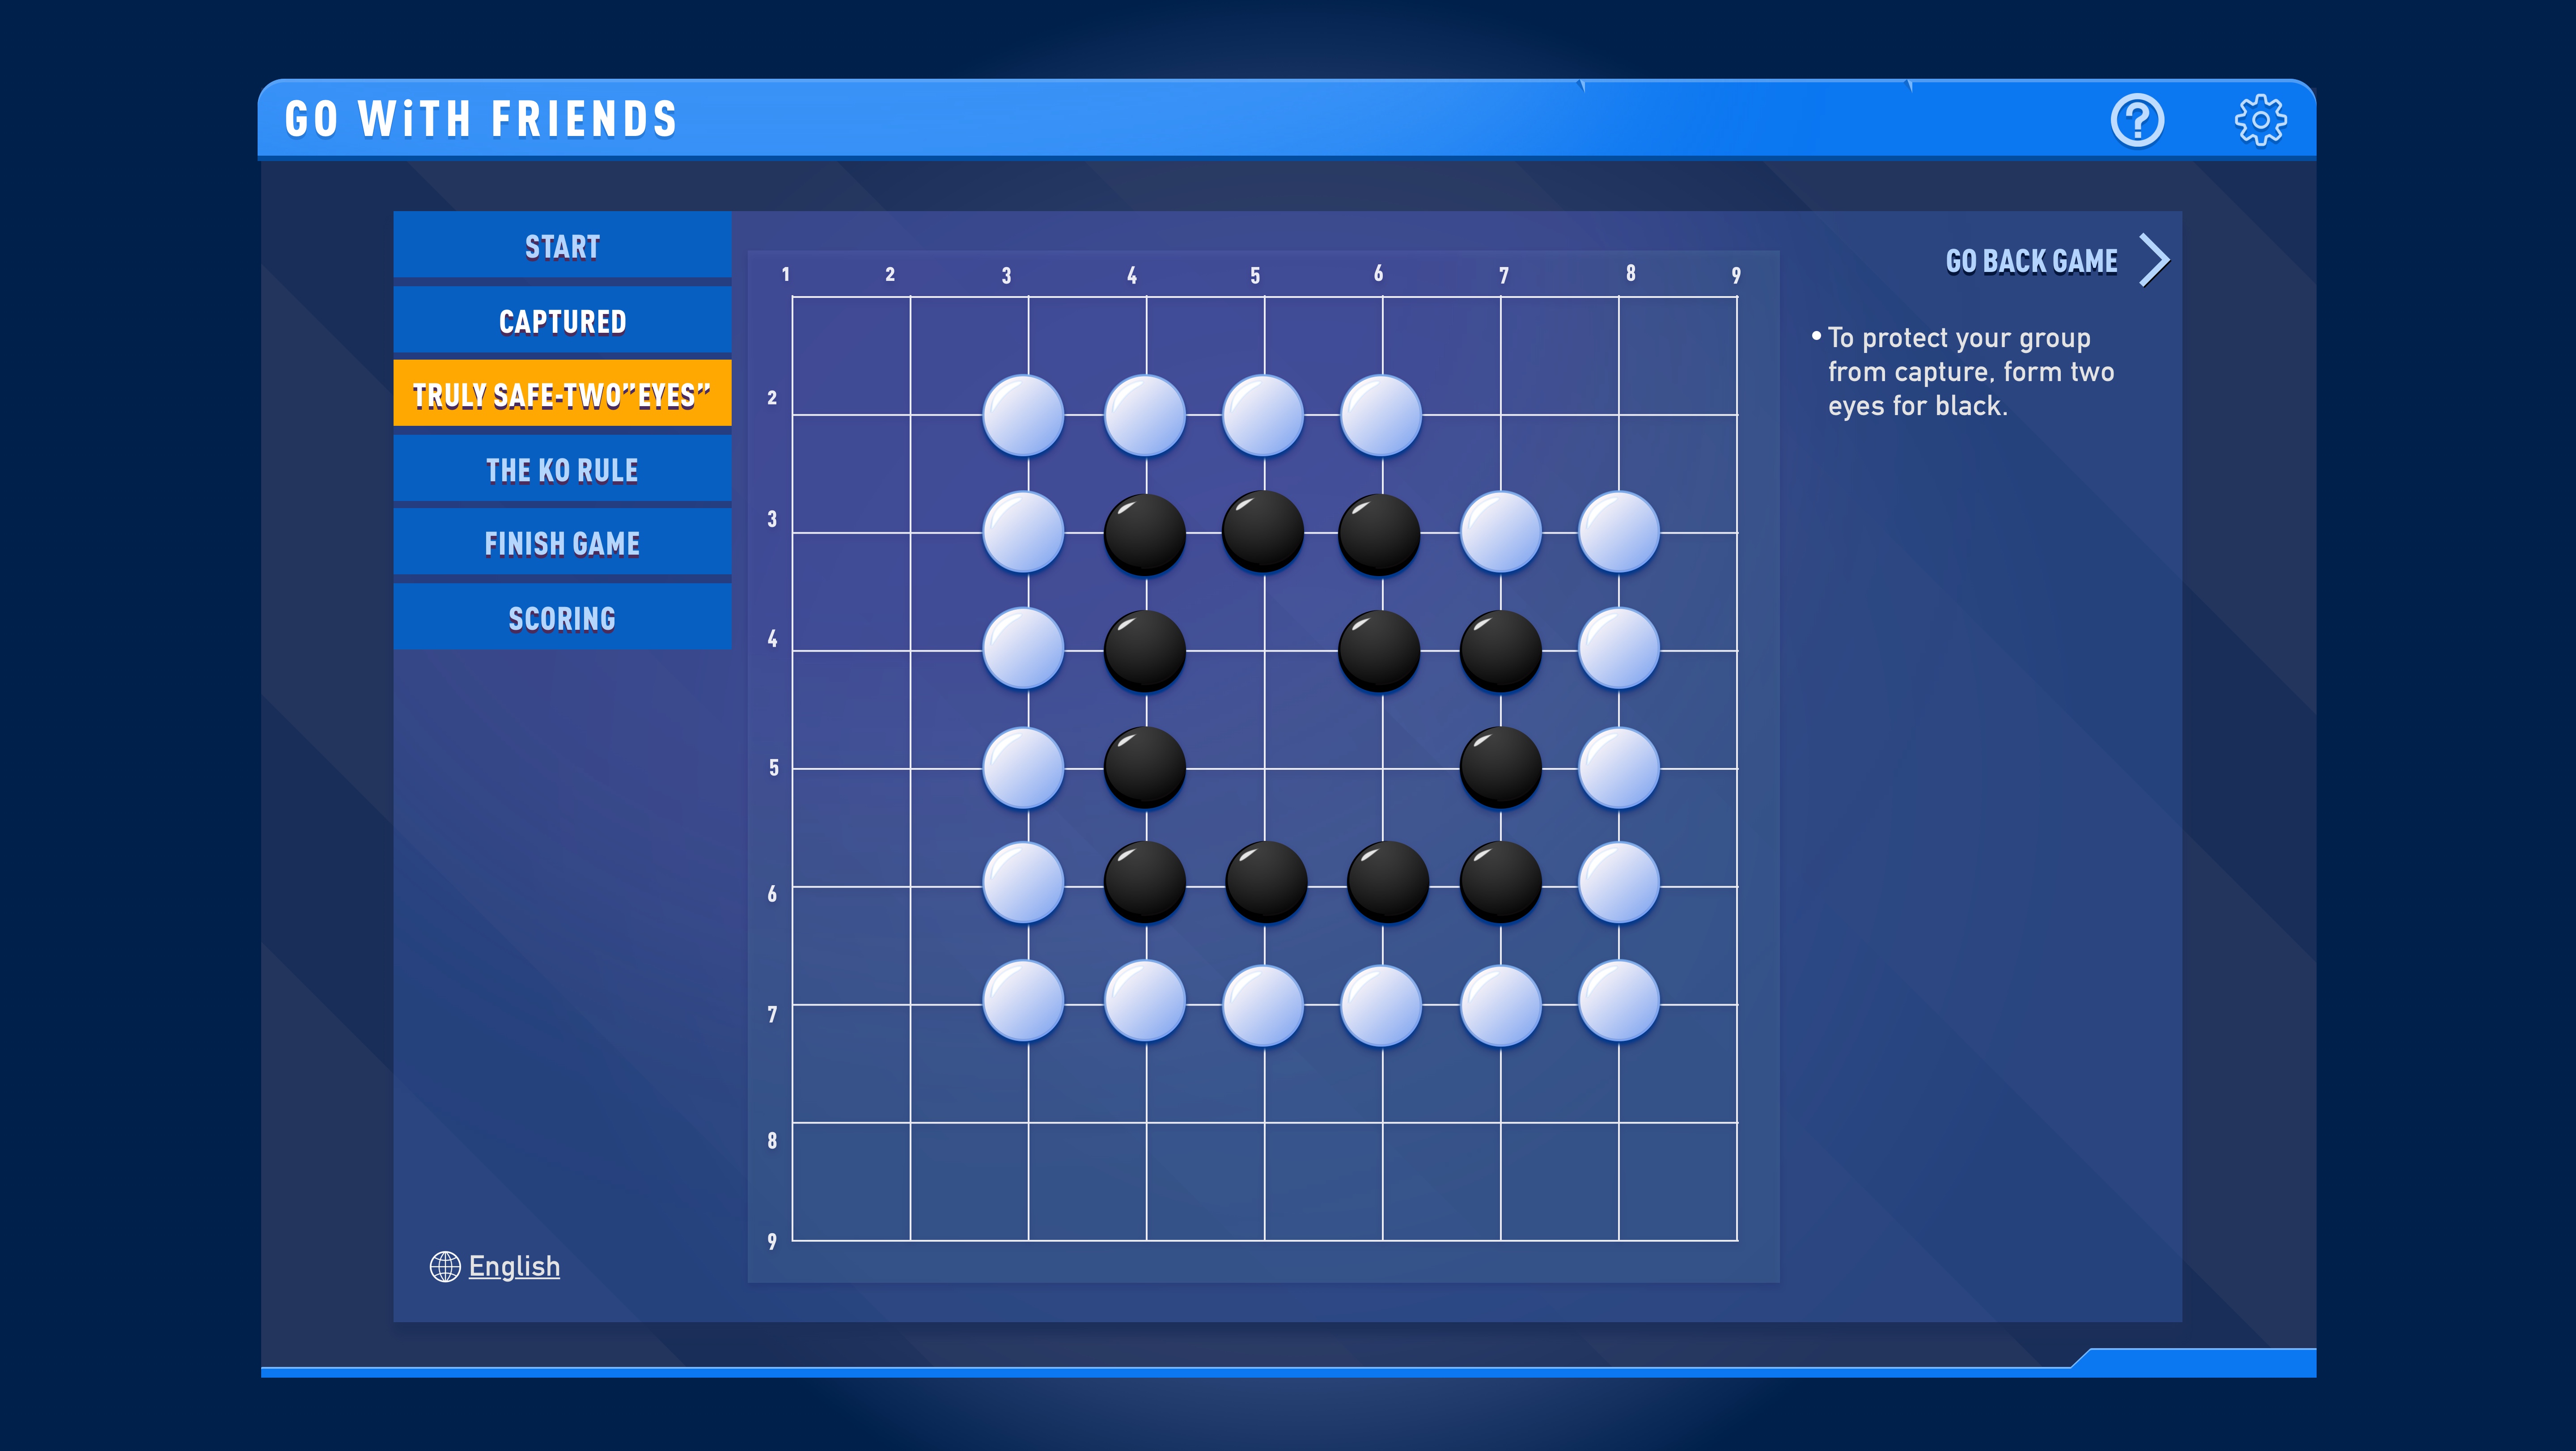 GO WiTH FRIENDS
?
START
CAPTURED
TRULY SAFE-TWO"EYES"
THE KO RULE
FINISH GAME
SCORING
English
1 2 3 4 5 6 7 8 9
2
3
4
5
6
7
8
9
GO BACK GAME
• To protect your group
from capture, form two
eyes for black.